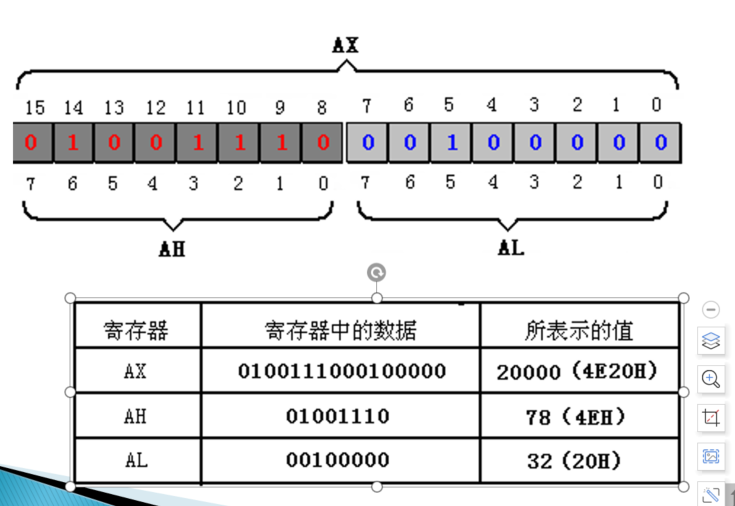 AX
15 14 13 12 11 10 9 8 7 6 5 4 3 2 1 0
0 1 0 0 1 1 1 0 0 0 1 0 0 0 0 0
7 6 5 4 3 2 1 0 7 6 5 4 3 2 1 0
AH AL
寄存器 寄存器中的数据 所表示的值
AX 0100111000100000 20000 (4E20H)
AH 01001110 78 (4EH)
AL 00100000 32 (20H)